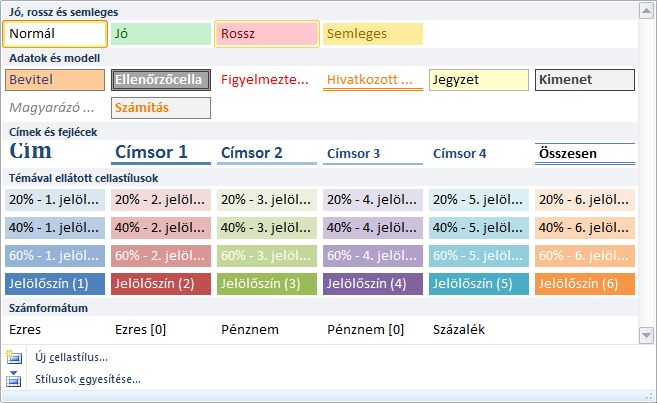 Jó, rossz és semleges
Normál Jó Rossz Semleges
Adatok és modell
Bevitel Ellenőrzőcella Figyelmezte... Hivatkozott ... Jegyzet Kimenet
Magyarázó ... Számítás
Címek és fejlécek
Cím Címsor 1 Címsor 2 Címsor 3 Címsor 4 Összesen
Témával ellátott cellastílusok
20% - 1. jelöl... 20% - 2. jelöl... 20% - 3. jelöl... 20% - 4. jelöl... 20% - 5. jelöl... 20% - 6. jelöl...
40% - 1. jelöl... 40% - 2. jelöl... 40% - 3. jelöl... 40% - 4. jelöl... 40% - 5. jelöl... 40% - 6. jelöl...
60% - 1. jelöl... 60% - 2. jelöl... 60% - 3. jelöl... 60% - 4. jelöl... 60% - 5. jelöl... 60% - 6. jelöl...
Jelölőszín (1) Jelölőszín (2) Jelölőszín (3) Jelölőszín (4) Jelölőszín (5) Jelölőszín (6)
Számformátum
Ezres Ezres [0] Pénznem Pénznem [0] Százalék
Új cellastílus...
Stílusok egyesítése...